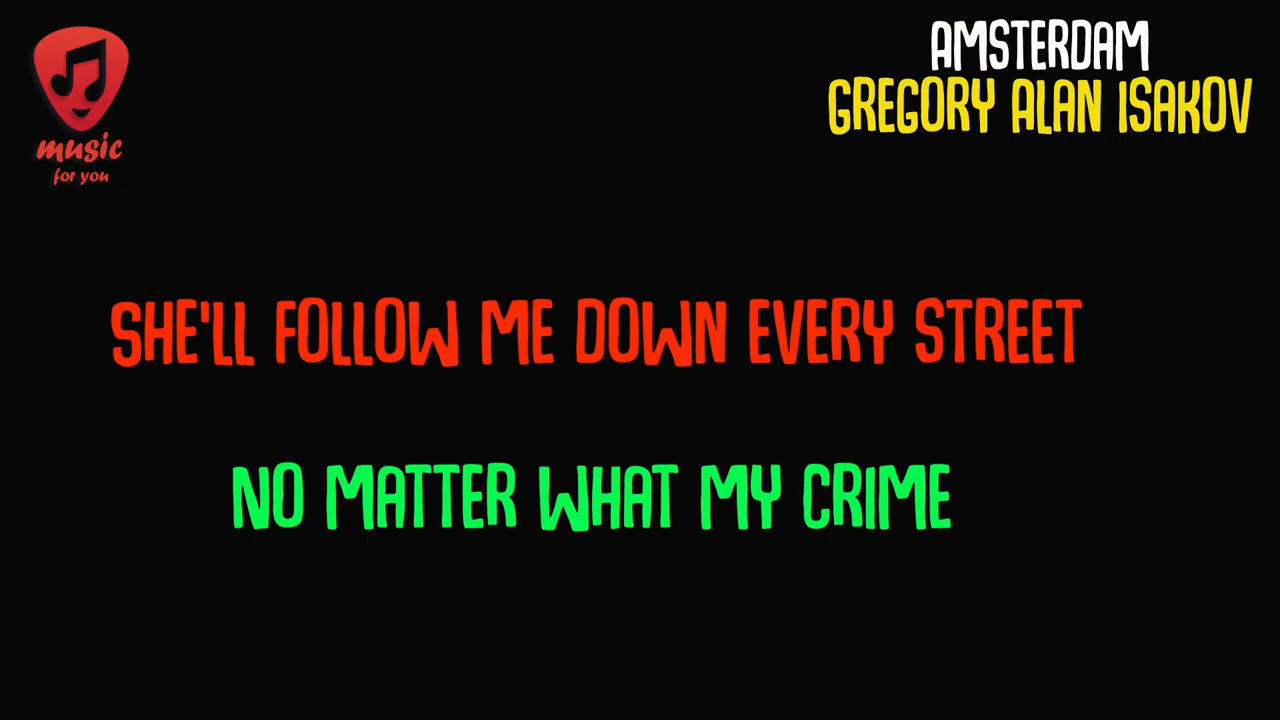 music
for you
AMSTERDAM
GREGORY ALAN ISAKOV
SHE'LL FOLLOW ME DOWN EVERY STREET
NO MATTER WHAT MY CRIME